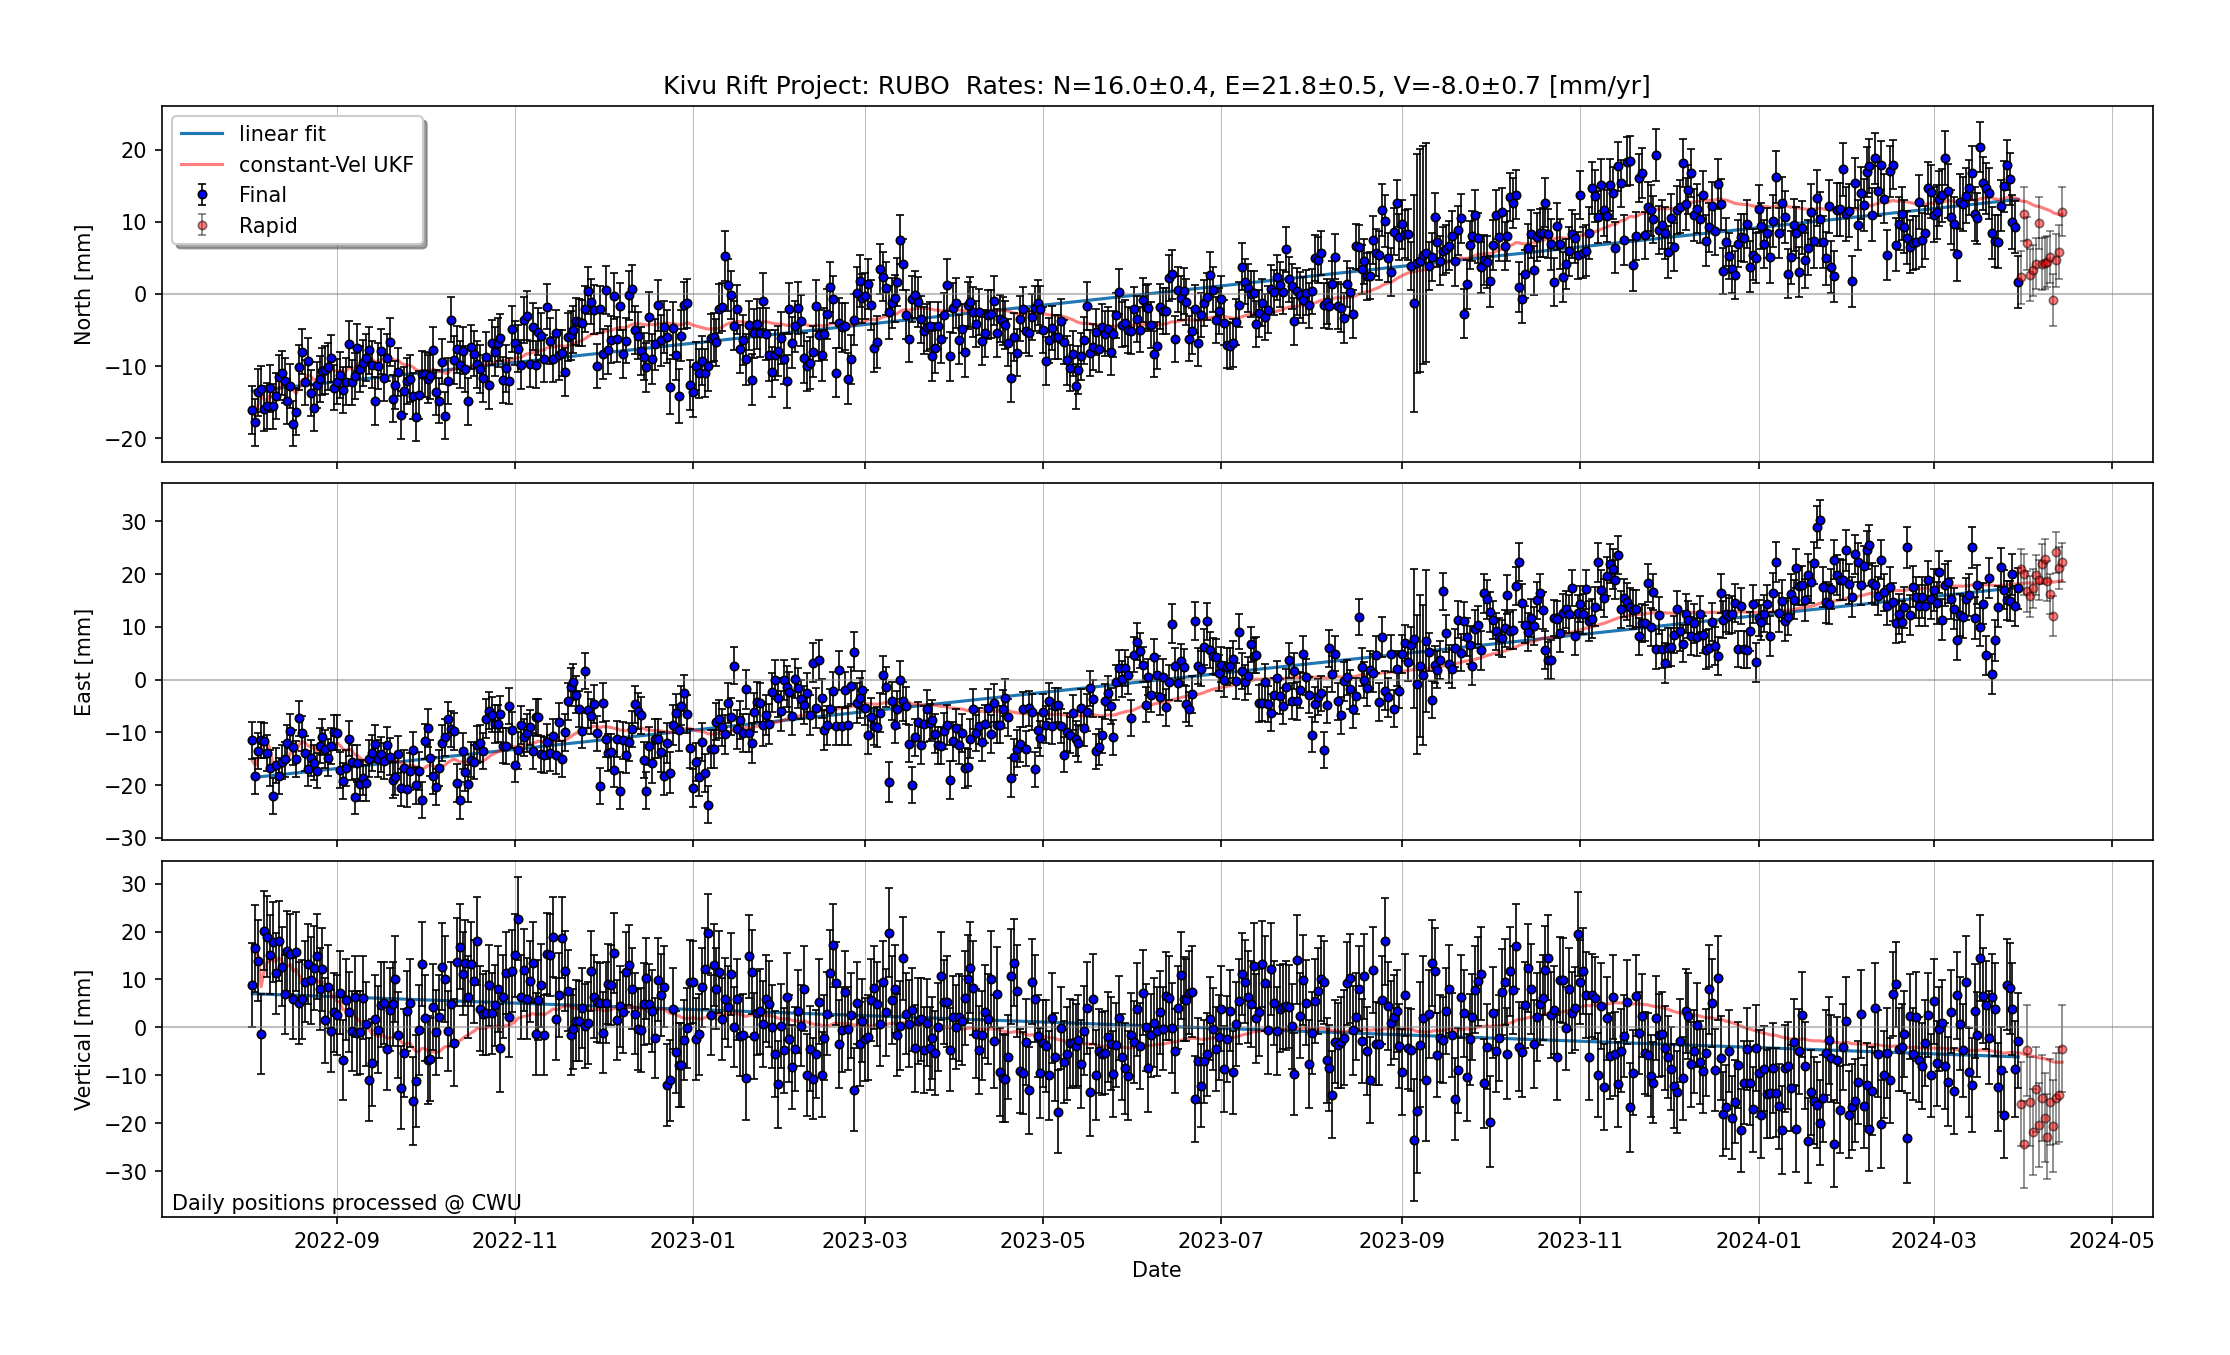 Kivu Rift Project: RUBO  Rates: N=16.0±0.4, E=21.8±0.5, V=-8.0±0.7 [mm/yr]
linear fit
constant-Vel UKF
Final
Rapid
North [mm]
20
10
0
−10
−20
East [mm]
30
20
10
0
−10
−20
−30
Vertical [mm]
30
20
10
0
−10
−20
−30
Daily positions processed @ CWU
2022-09 2022-11 2023-01 2023-03 2023-05 2023-07 2023-09 2023-11 2024-01 2024-03 2024-05
Date